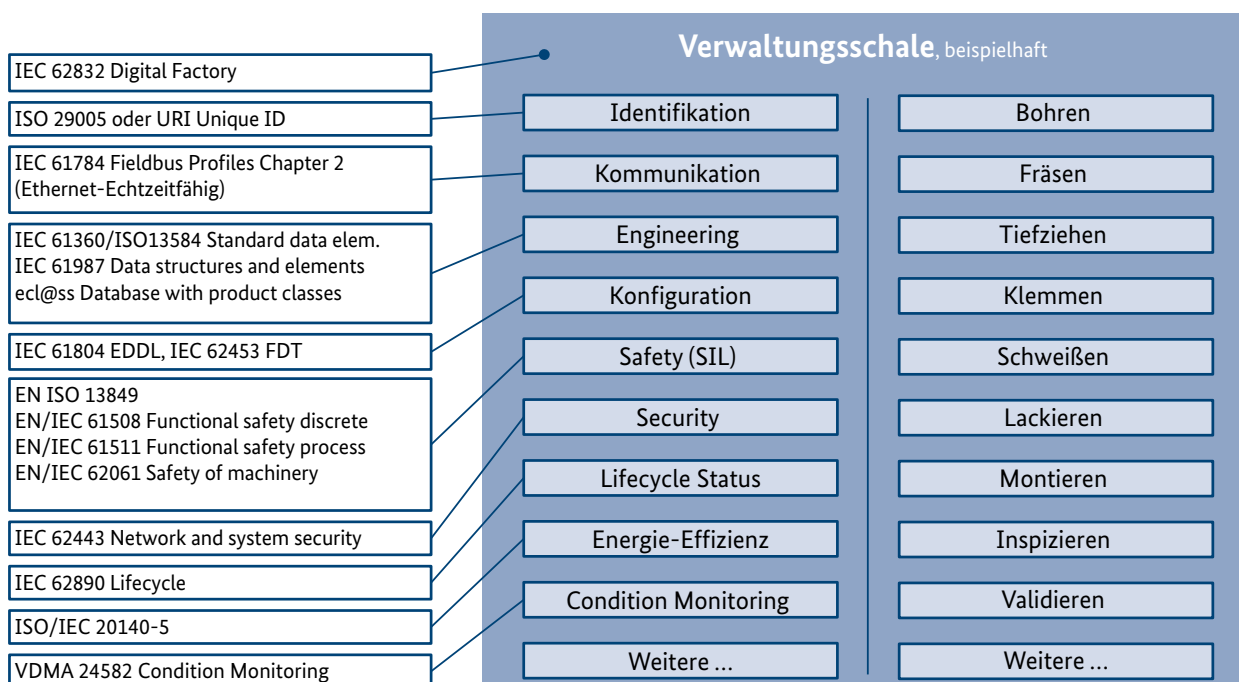 Verwaltungsschale, beispielhaft
IEC 62832 Digital Factory
ISO 29005 oder URI Unique ID
IEC 61784 Fieldbus Profiles Chapter 2
(Ethernet-Echtzeitfähig)
IEC 61360/ISO13584 Standard data elem.
IEC 61987 Data structures and elements
ecl@ss Database with product classes
IEC 61804 EDDL, IEC 62453 FDT
EN ISO 13849
EN/IEC 61508 Functional safety discrete
EN/IEC 61511 Functional safety process
EN/IEC 62061 Safety of machinery
IEC 62443 Network and system security
IEC 62890 Lifecycle
ISO/IEC 20140-5
VDMA 24582 Condition Monitoring
Identifikation
Kommunikation
Engineering
Konfiguration
Safety (SIL)
Security
Lifecycle Status
Energie-Effizienz
Condition Monitoring
Weitere ...
Bohren
Fräsen
Tiefziehen
Klemmen
Schweißen
Lackieren
Montieren
Inspizieren
Validieren
Weitere ...